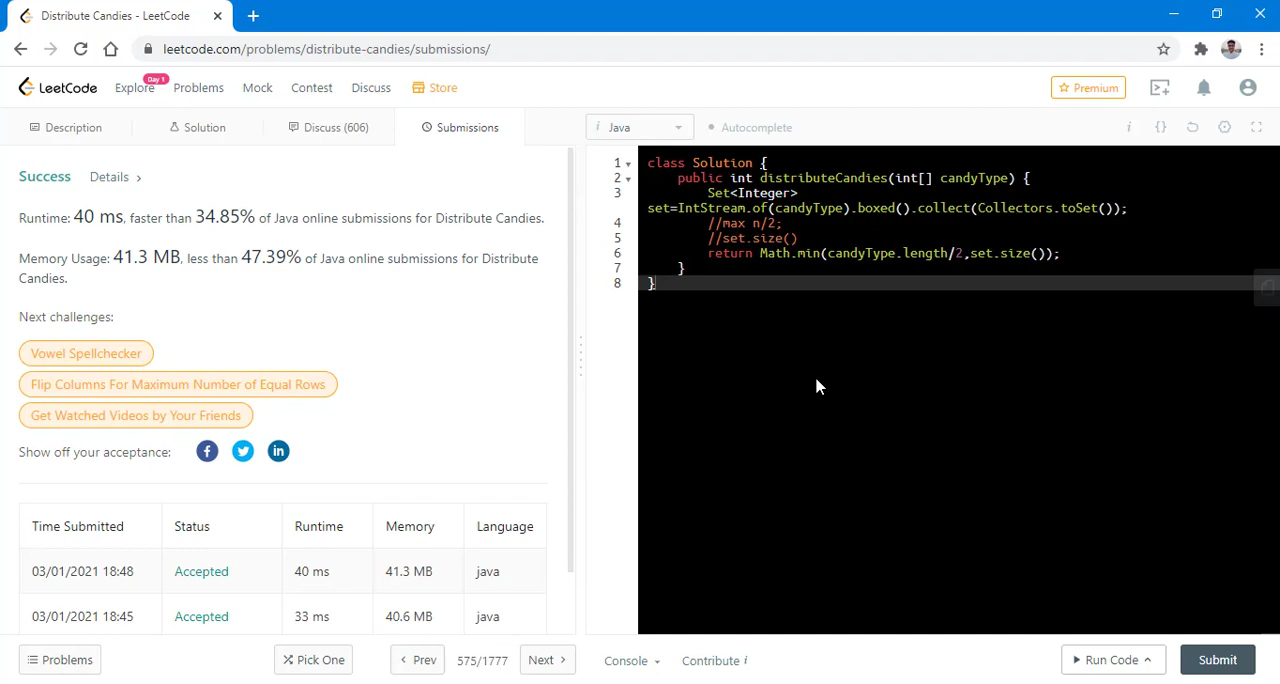 Distribute Candies - LeetCode
leetcode.com/problems/distribute-candies/submissions/
LeetCode
Explore
Day 1
Problems
Mock
Contest
Discuss
Store
Premium
Description
Solution
Discuss (606)
Submissions
i Java
Autocomplete
i
{}
Success
Details
Runtime: 40 ms, faster than 34.85% of Java online submissions for Distribute Candies.
Memory Usage: 41.3 MB, less than 47.39% of Java online submissions for Distribute
Candies.
Next challenges:
Vowel Spellchecker
Flip Columns For Maximum Number of Equal Rows
Get Watched Videos by Your Friends
Show off your acceptance:
Time Submitted Status Runtime Memory Language
03/01/2021 18:48 Accepted 40 ms 41.3 MB java
03/01/2021 18:45 Accepted 33 ms 40.6 MB java
1 class Solution {
2 public int distributeCandies(int[] candyType) {
3 Set<Integer>
set=IntStream.of(candyType).boxed().collect(Collectors.toSet());
4 //max n/2;
5 //set.size()
6 return Math.min(candyType.length/2,set.size());
7 }
8 }
Problems
Pick One
Prev
575/1777
Next
Console
Contribute i
Run Code
Submit